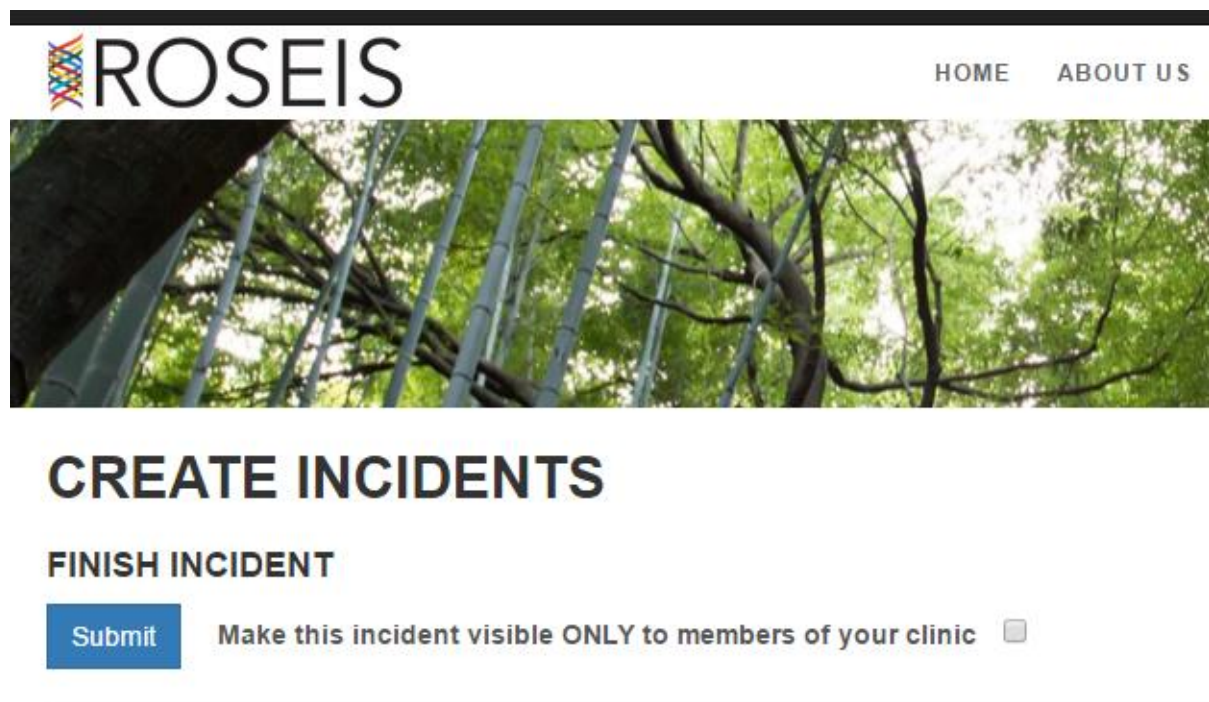 ROSEIS
HOME ABOUT US
CREATE INCIDENTS
FINISH INCIDENT
Submit Make this incident visible ONLY to members of your clinic